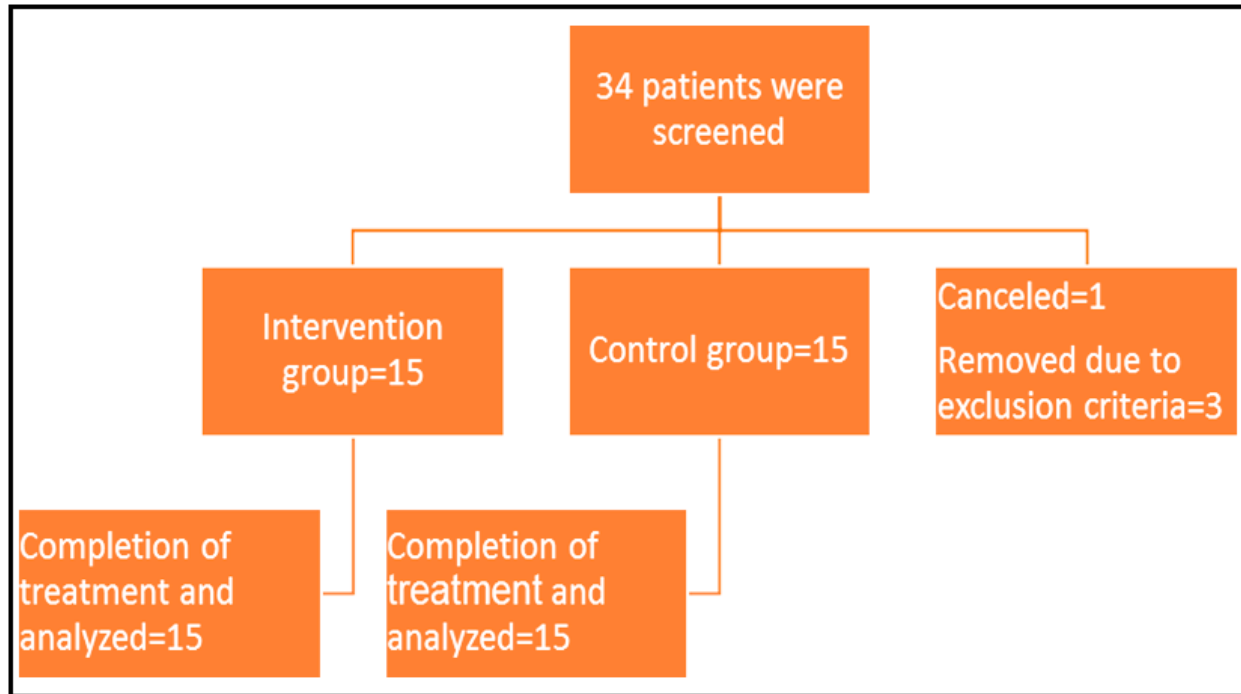 34 patients were
screened
Intervention
group=15
Control group=15
Canceled=1
Removed due to
exclusion criteria=3
Completion of
treatment and
analyzed=15
Completion of
treatment and
analyzed=15